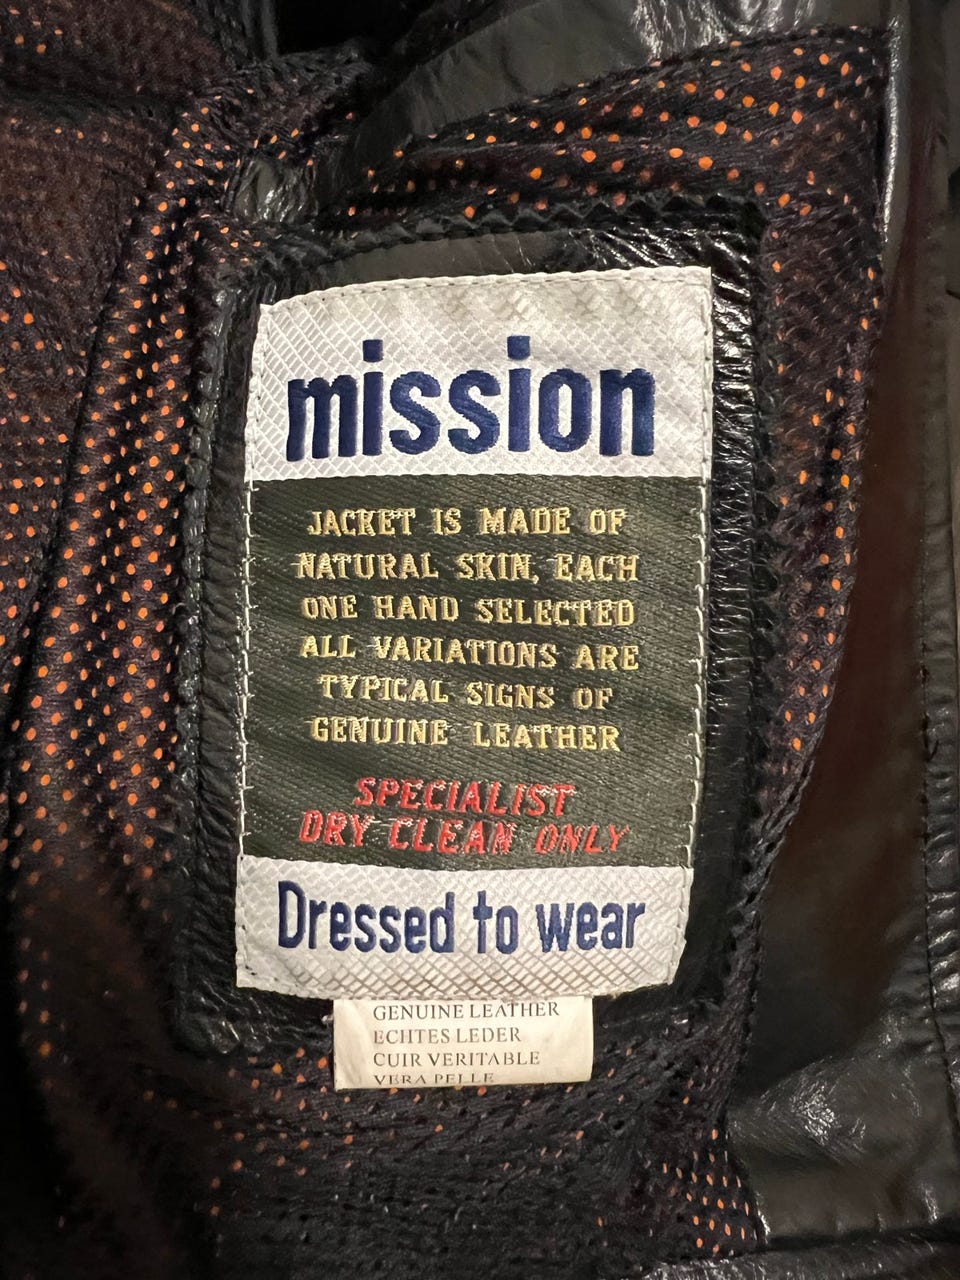 mission
JACKET IS MADE OF
NATURAL SKIN, EACH
ONE HAND SELECTED
ALL VARIATIONS ARE
TYPICAL SIGNS OF
GENUINE LEATHER
SPECIALIST
DRY CLEAN ONLY
Dressed to wear
GENUINE LEATHER
ECHTES LEDER
CUIR VERITABLE
VERA PELLE